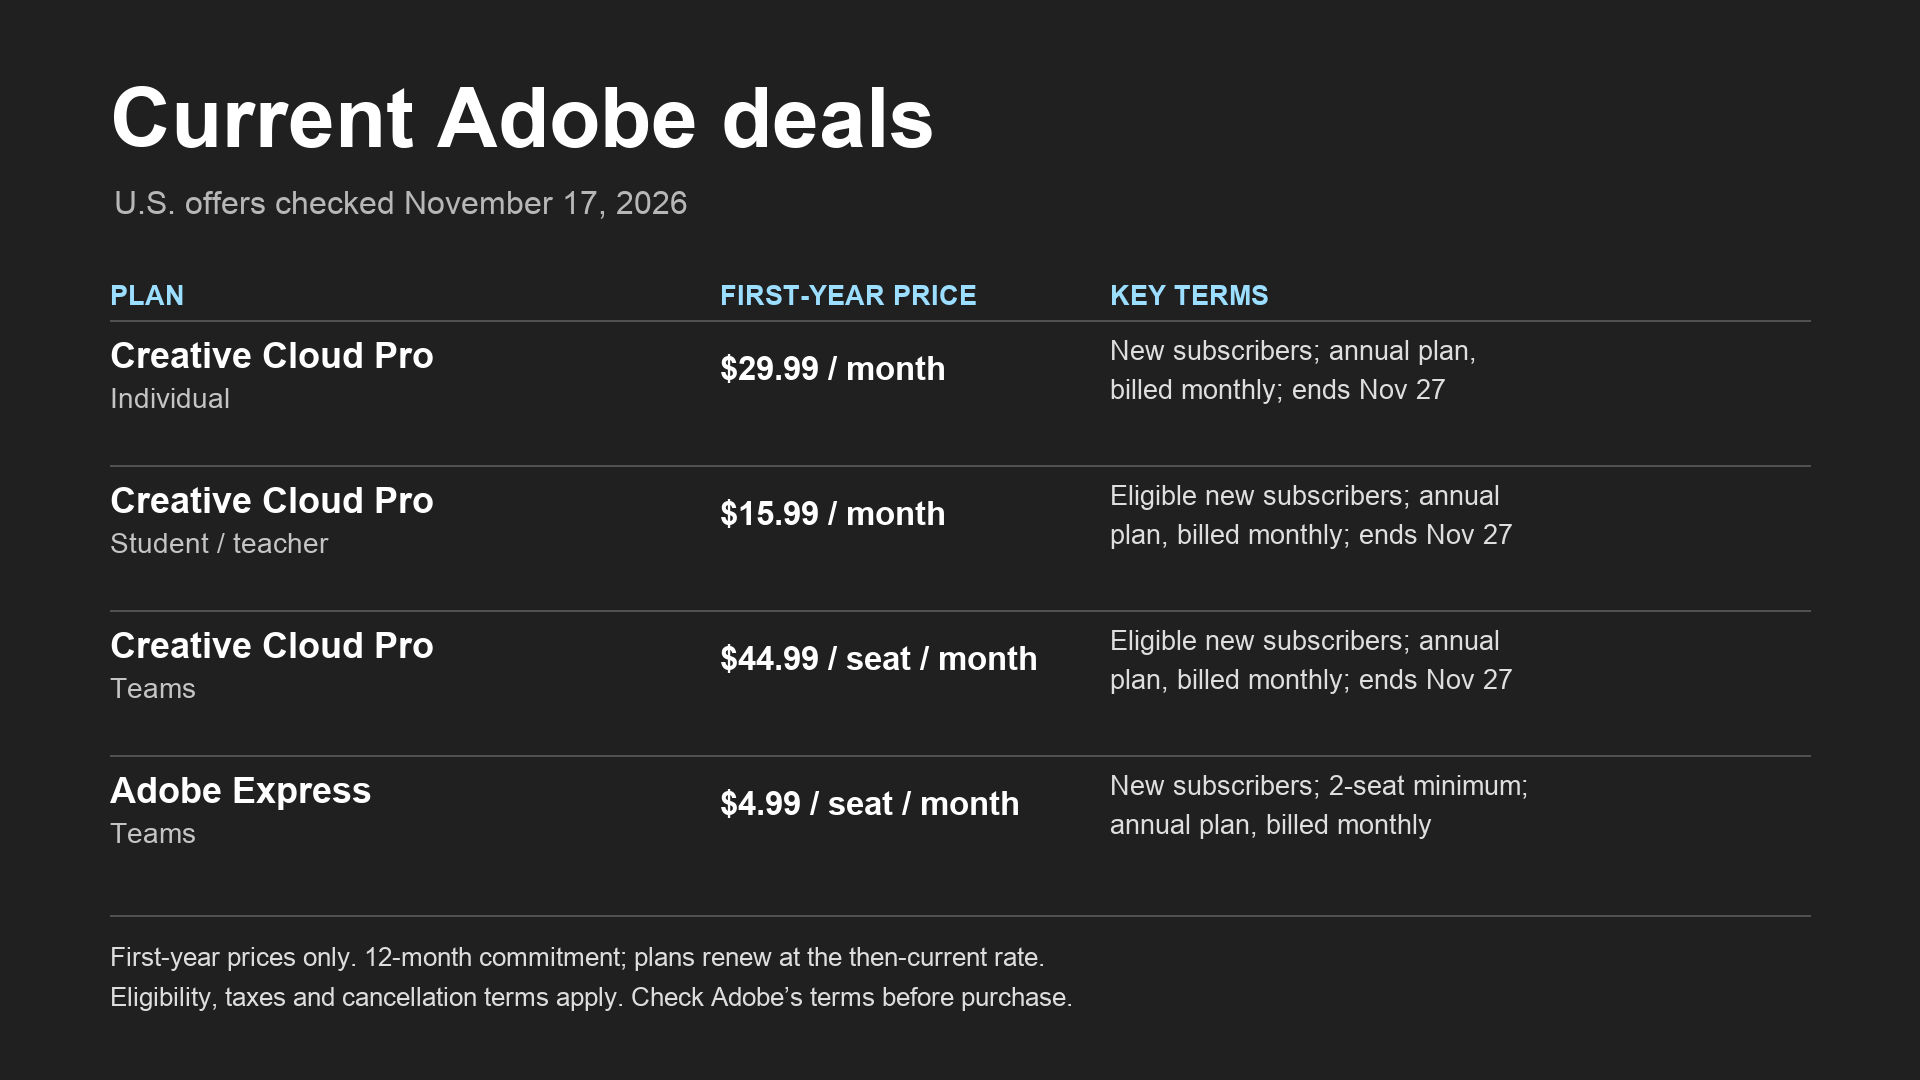 Current Adobe deals
U.S. offers checked November 17, 2026
PLAN
FIRST-YEAR PRICE
KEY TERMS
Creative Cloud Pro
Individual
$29.99 / month
New subscribers; annual plan,
billed monthly; ends Nov 27
Creative Cloud Pro
Student / teacher
$15.99 / month
Eligible new subscribers; annual
plan, billed monthly; ends Nov 27
Creative Cloud Pro
Teams
$44.99 / seat / month
Eligible new subscribers; annual
plan, billed monthly; ends Nov 27
Adobe Express
Teams
$4.99 / seat / month
New subscribers; 2-seat minimum;
annual plan, billed monthly
First-year prices only. 12-month commitment; plans renew at the then-current rate.
Eligibility, taxes and cancellation terms apply. Check Adobe’s terms before purchase.